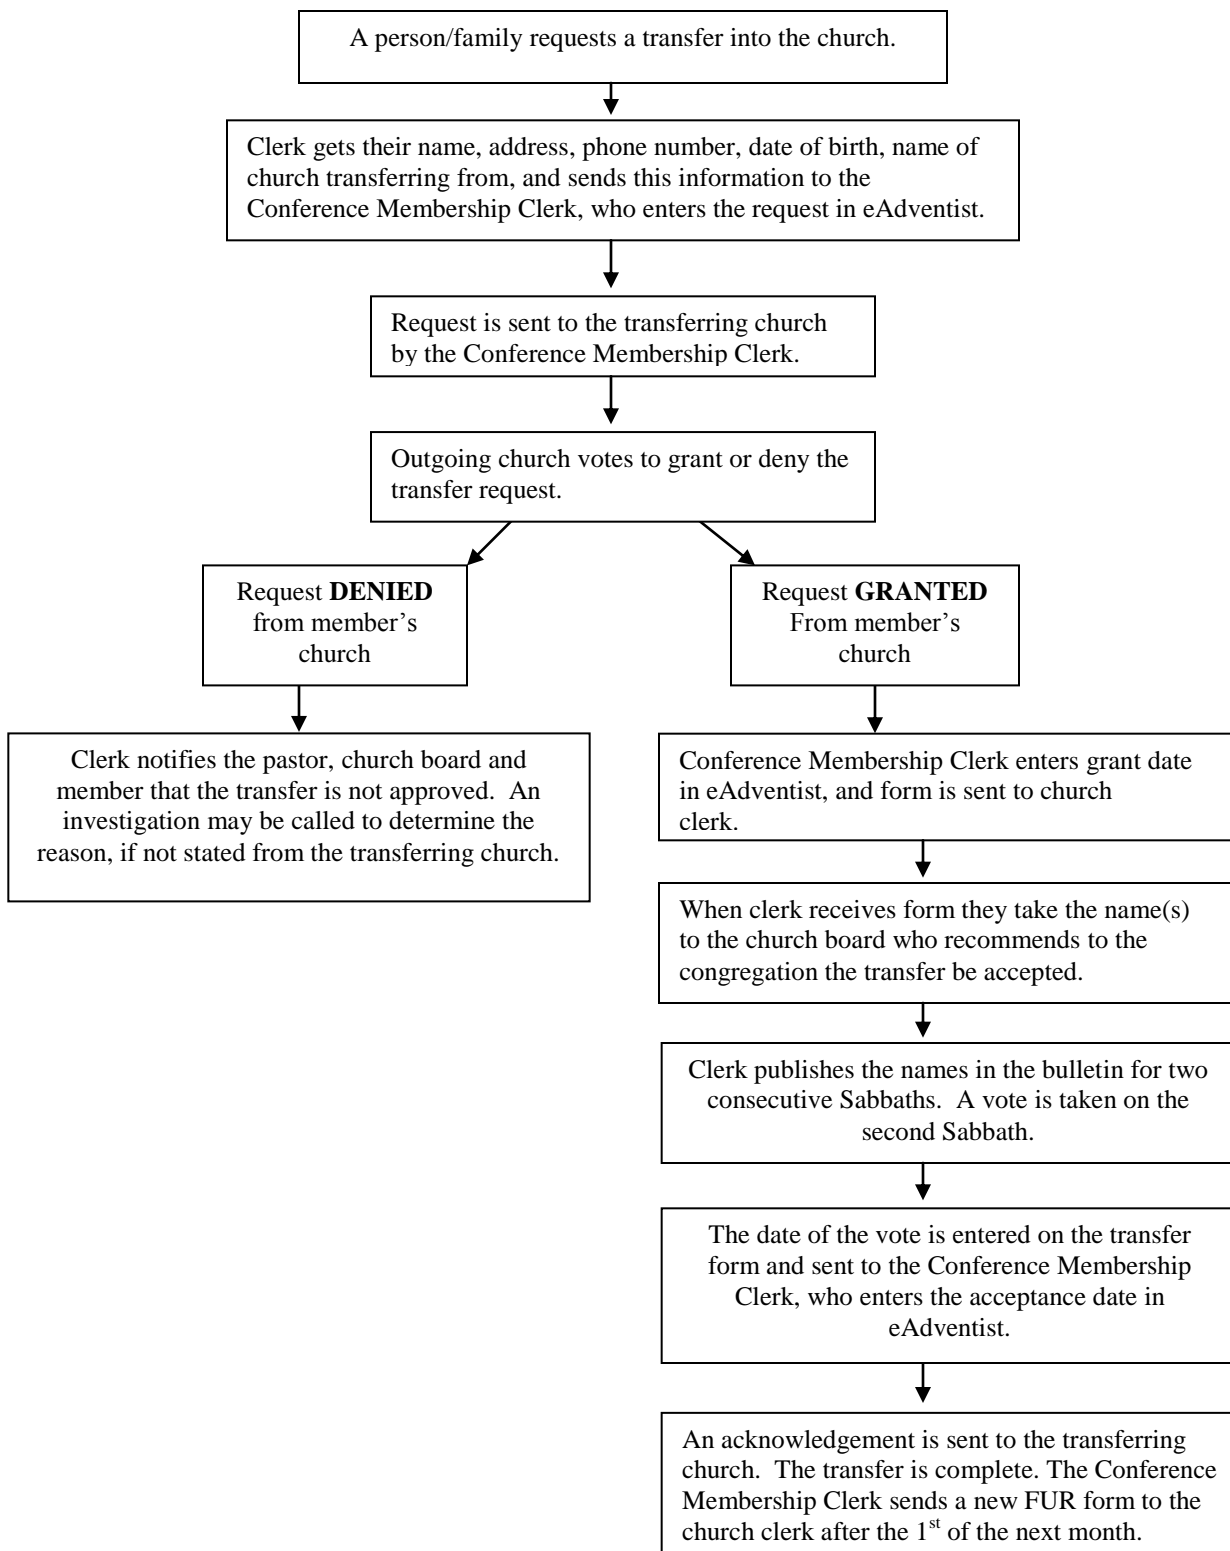 A person/family requests a transfer into the church.
Clerk gets their name, address, phone number, date of birth, name of
church transferring from, and sends this information to the
Conference Membership Clerk, who enters the request in eAdventist.
Request is sent to the transferring church
by the Conference Membership Clerk.
Outgoing church votes to grant or deny the
transfer request.
Request DENIED
from member’s
church
Request GRANTED
From member’s
church
Clerk notifies the pastor, church board and
member that the transfer is not approved.  An
investigation may be called to determine the
reason, if not stated from the transferring church.
Conference Membership Clerk enters grant date
in eAdventist, and form is sent to church
clerk.
When clerk receives form they take the name(s)
to the church board who recommends to the
congregation the transfer be accepted.
Clerk publishes the names in the bulletin for two
consecutive Sabbaths.  A vote is taken on the
second Sabbath.
The date of the vote is entered on the transfer
form and sent to the Conference Membership
Clerk, who enters the acceptance date in
eAdventist.
An acknowledgement is sent to the transferring
church.  The transfer is complete. The Conference
Membership Clerk sends a new FUR form to the
church clerk after the 1st of the next month.